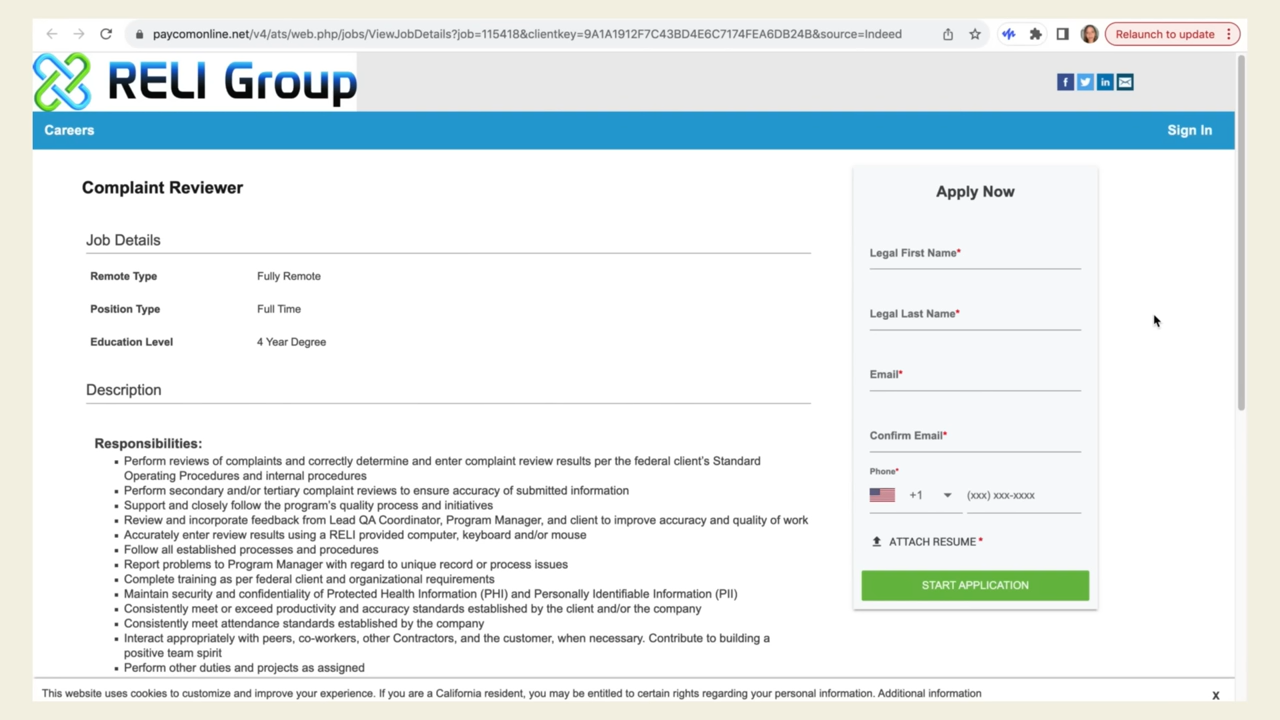 paycomonline.net/v4/ats/web.php/jobs/ViewJobDetails?job=115418&clientkey=9A1A1912F7C43BD4E6C7174FEA6DB24B&source=Indeed
Relaunch to update
RELI Group
Careers
Sign In
Complaint Reviewer
Job Details
Remote Type Fully Remote
Position Type Full Time
Education Level 4 Year Degree
Description
Responsibilities:
▪ Perform reviews of complaints and correctly determine and enter complaint review results per the federal client's Standard
Operating Procedures and internal procedures
▪ Perform secondary and/or tertiary complaint reviews to ensure accuracy of submitted information
▪ Support and closely follow the program's quality process and initiatives
▪ Review and incorporate feedback from Lead QA Coordinator, Program Manager, and client to improve accuracy and quality of work
▪ Accurately enter review results using a RELI provided computer, keyboard and/or mouse
▪ Follow all established processes and procedures
▪ Report problems to Program Manager with regard to unique record or process issues
▪ Complete training as per federal client and organizational requirements
▪ Maintain security and confidentiality of Protected Health Information (PHI) and Personally Identifiable Information (PII)
▪ Consistently meet or exceed productivity and accuracy standards established by the client and/or the company
▪ Consistently meet attendance standards established by the company
▪ Interact appropriately with peers, co-workers, other Contractors, and the customer, when necessary. Contribute to building a
positive team spirit
▪ Perform other duties and projects as assigned
Apply Now
Legal First Name*
Legal Last Name*
Email*
Confirm Email*
Phone*
+1 (xxx) xxx-xxxx
ATTACH RESUME *
START APPLICATION
This website uses cookies to customize and improve your experience. If you are a California resident, you may be entitled to certain rights regarding your personal information. Additional information
x